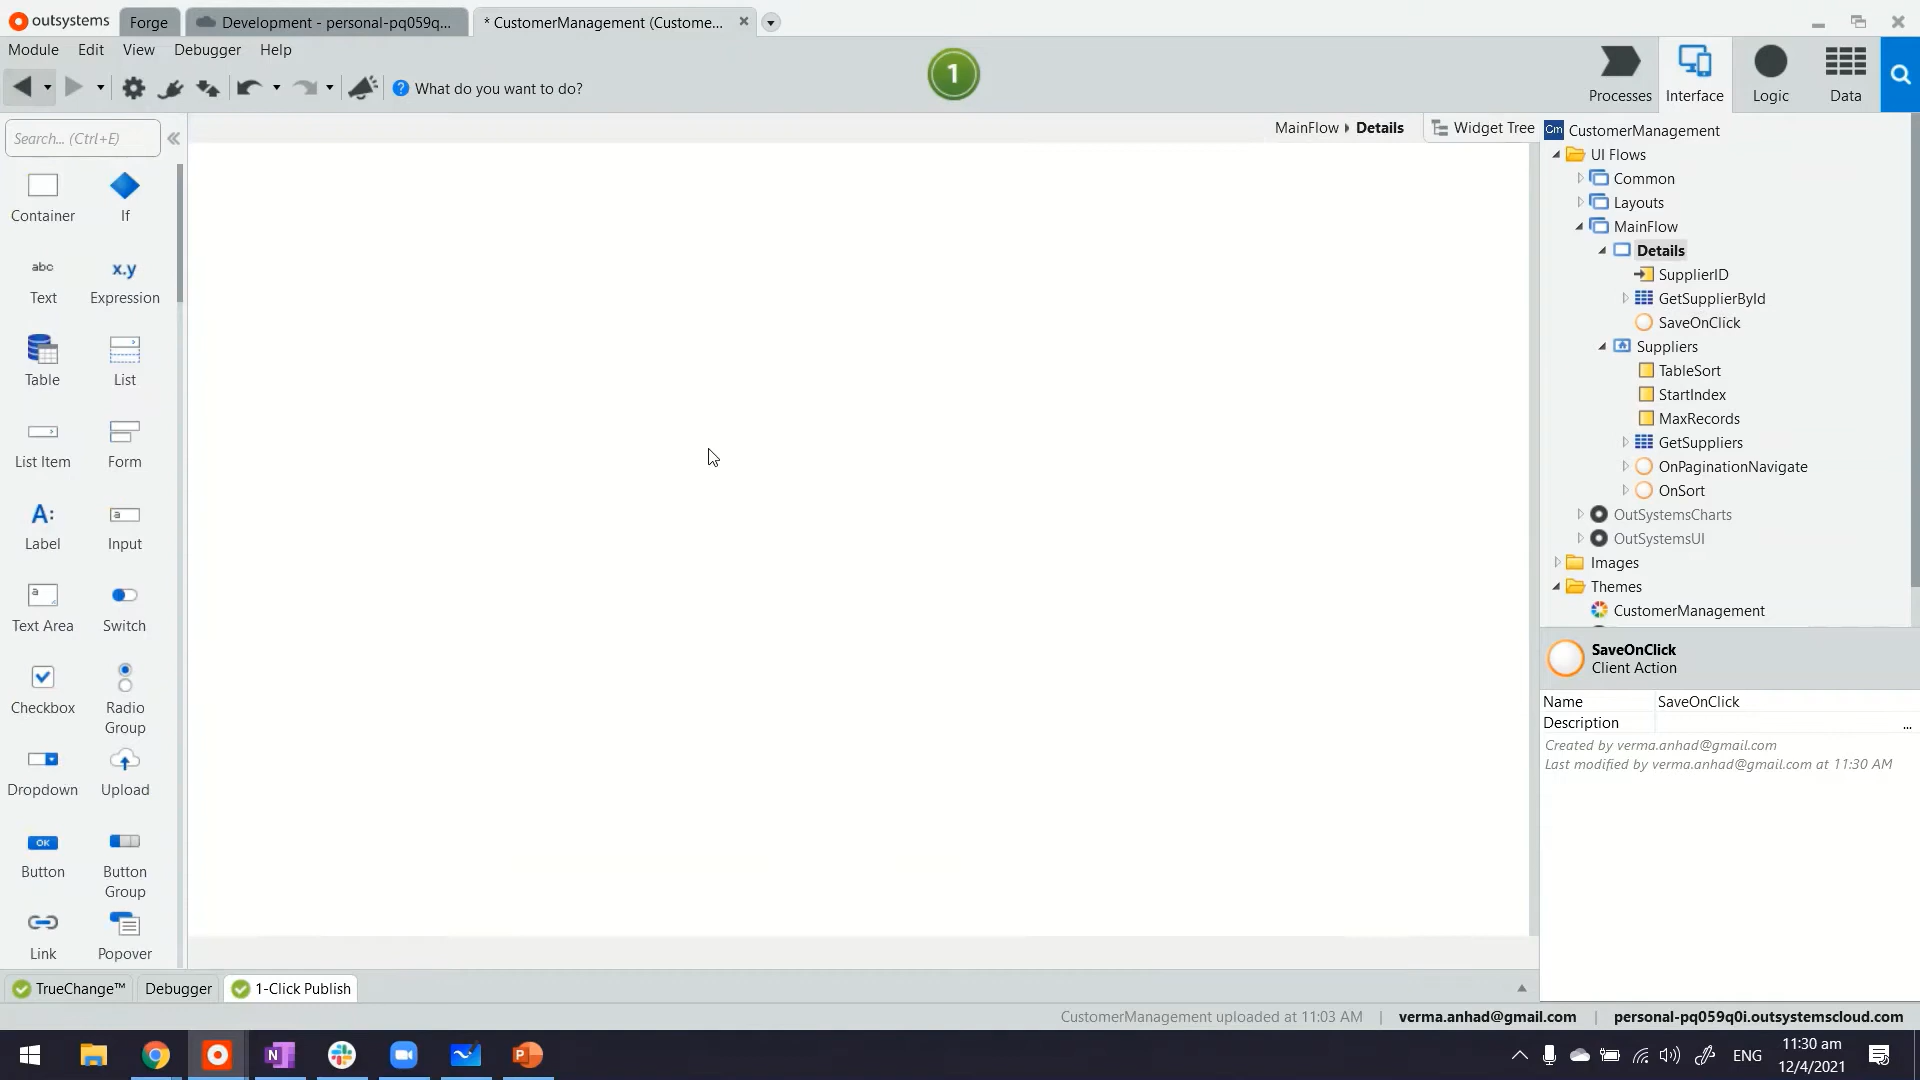 outsystems
Forge
Development - personal-pq059q...
* CustomerManagement (Custome...
Module Edit View Debugger Help
1
What do you want to do?
Processes
Interface
Logic
Data
Search... (Ctrl+E)
MainFlow Details
Widget Tree
Container
If
abc
Text
x.y
Expression
Table
List
List Item
Form
A:
Label
a
Input
a
Text Area
Switch
Checkbox
Radio
Group
Dropdown
Upload
OK
Button
Button
Group
Link
Popover
Cm CustomerManagement
UI Flows
Common
Layouts
MainFlow
Details
SupplierID
GetSupplierById
SaveOnClick
Suppliers
TableSort
StartIndex
MaxRecords
GetSuppliers
OnPaginationNavigate
OnSort
OutSystemsCharts
OutSystemsUI
Images
Themes
CustomerManagement
SaveOnClick
Client Action
Name SaveOnClick
Description ...
Created by verma.anhad@gmail.com
Last modified by verma.anhad@gmail.com at 11:30 AM
TrueChange™ Debugger 1-Click Publish
CustomerManagement uploaded at 11:03 AM | verma.anhad@gmail.com | personal-pq059q0i.outsystemscloud.com
N
P
ENG
11:30 am
12/4/2021